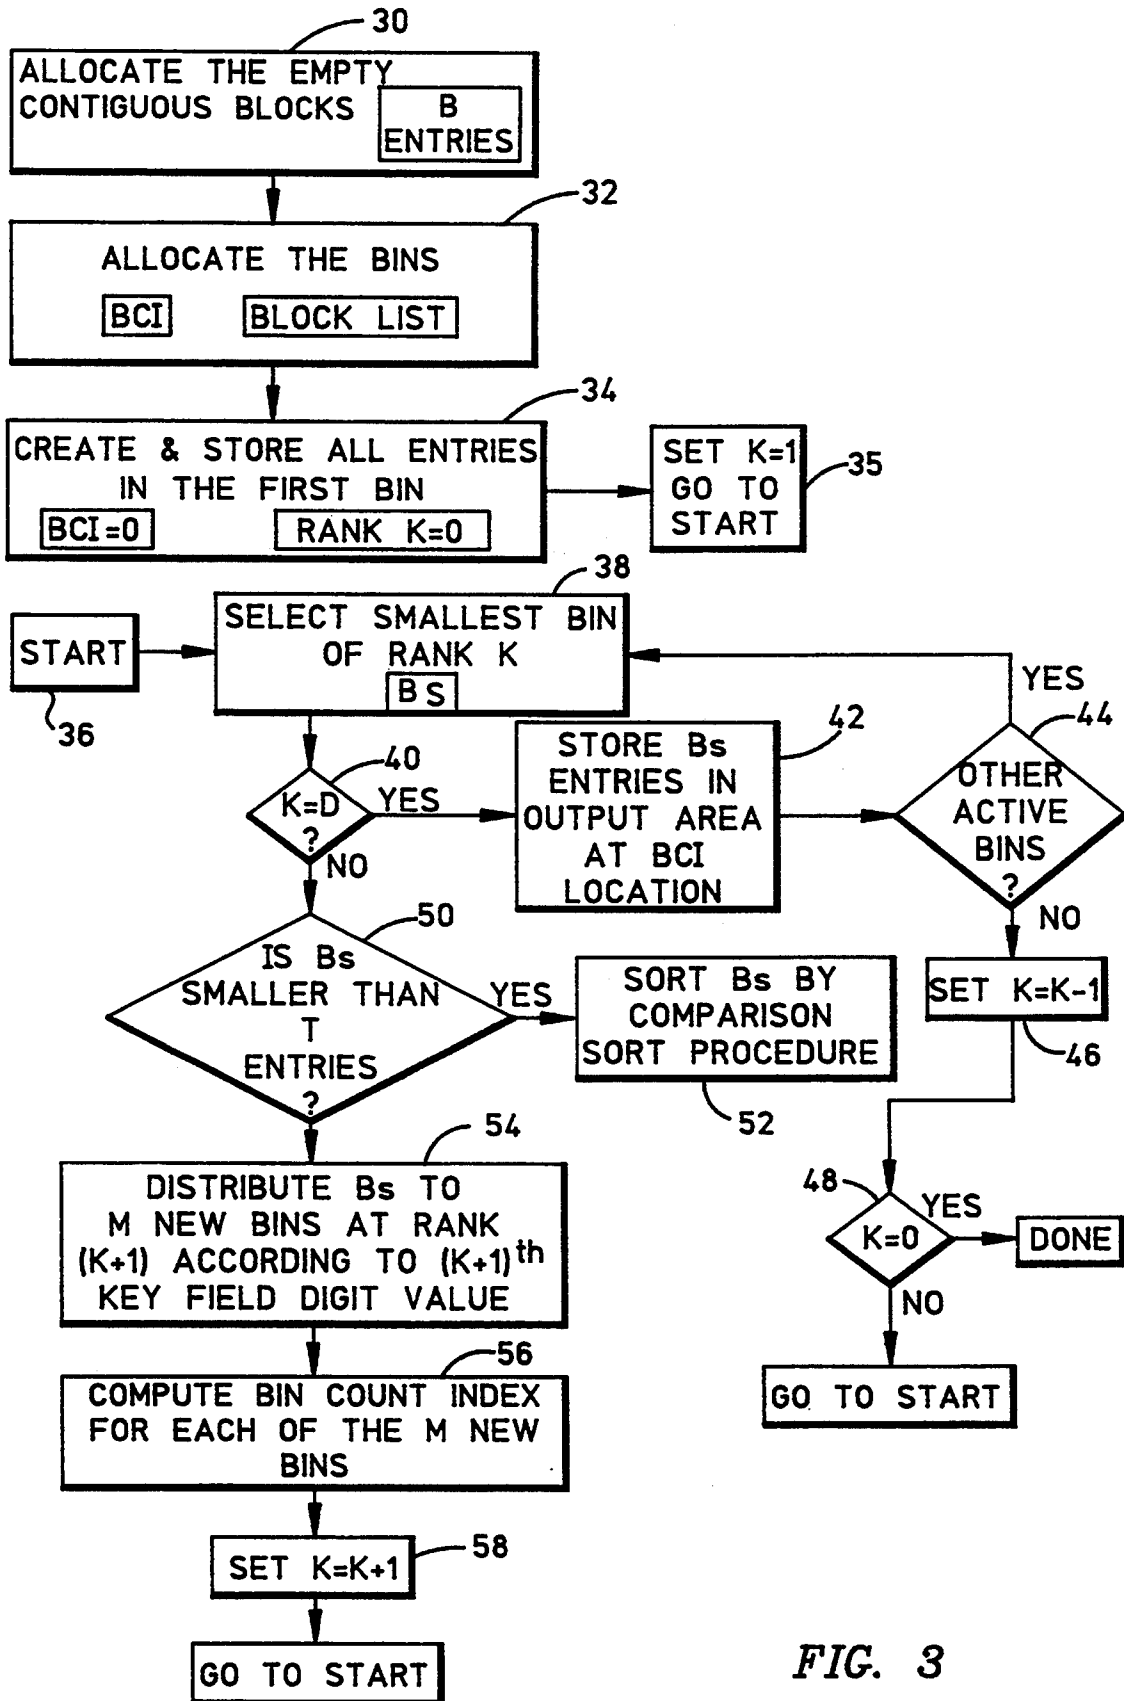 30
ALLOCATE THE EMPTY
CONTIGUOUS BLOCKS
B
ENTRIES
32
ALLOCATE THE BINS
BCI
BLOCK LIST
34
CREATE & STORE ALL ENTRIES
IN THE FIRST BIN
BCI=0
RANK K=0
SET K=1
GO TO
START
35
START
36
38
SELECT SMALLEST BIN
OF RANK K
BS
40
K=D
?
YES
NO
42
STORE Bs
ENTRIES IN
OUTPUT AREA
AT BCI
LOCATION
44
OTHER
ACTIVE
BINS
?
YES
NO
SET K=K-1
46
50
IS Bs
SMALLER THAN
T
ENTRIES
?
YES
SORT Bs BY
COMPARISON
SORT PROCEDURE
52
48
K=0
YES
DONE
NO
GO TO START
54
DISTRIBUTE Bs TO
M NEW BINS AT RANK
(K+1) ACCORDING TO (K+1)th
KEY FIELD DIGIT VALUE
56
COMPUTE BIN COUNT INDEX
FOR EACH OF THE M NEW
BINS
58
SET K=K+1
GO TO START
FIG. 3